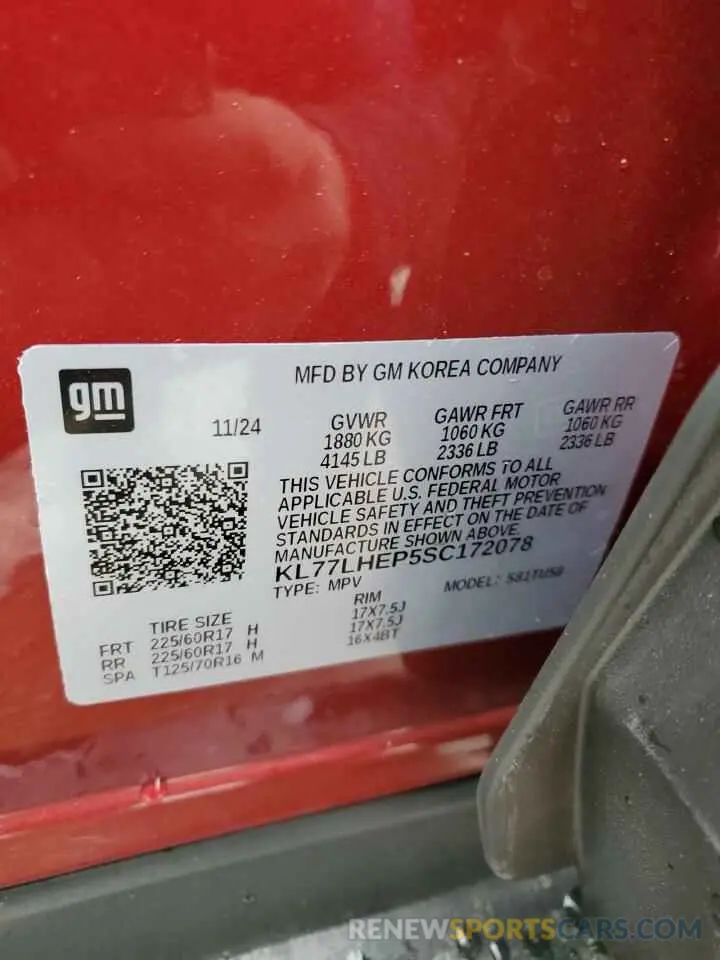 MFD BY GM KOREA COMPANY
gm
11/24
GVWR
1880 KG
4145 LB
GAWR FRT
1060 KG
2336 LB
GAWR RR
1060 KG
2336 LB
THIS VEHICLE CONFORMS TO ALL
APPLICABLE U.S. FEDERAL MOTOR
VEHICLE SAFETY AND THEFT PREVENTION
STANDARDS IN EFFECT ON THE DATE OF
MANUFACTURE SHOWN ABOVE.
KL77LHEP5SC172078
TYPE: MPV MODEL:
TIRE SIZE RIM
FRT 225/60R17 H 17X7.5J
RR 225/60R17 H 17X7.5J
SPA T125/70R16 M 16X4BT
RENEWSPORTSCARS.COM